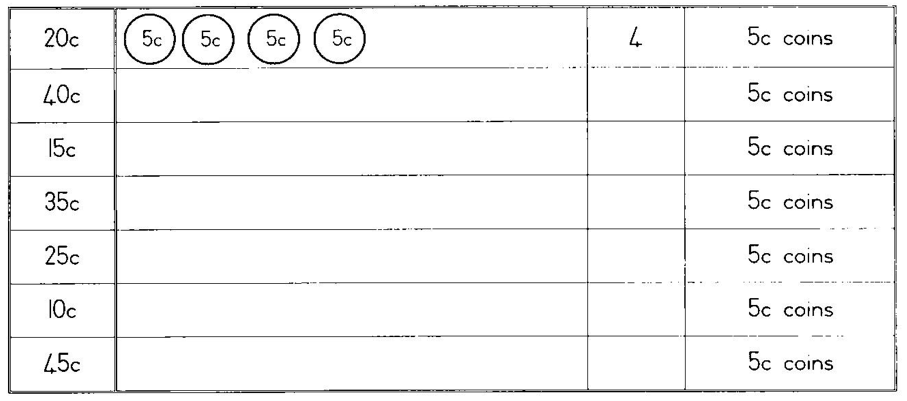 20c 5c 5c 5c 5c 4 5c coins
40c 5c coins
15c 5c coins
35c 5c coins
25c 5c coins
10c 5c coins
45c 5c coins